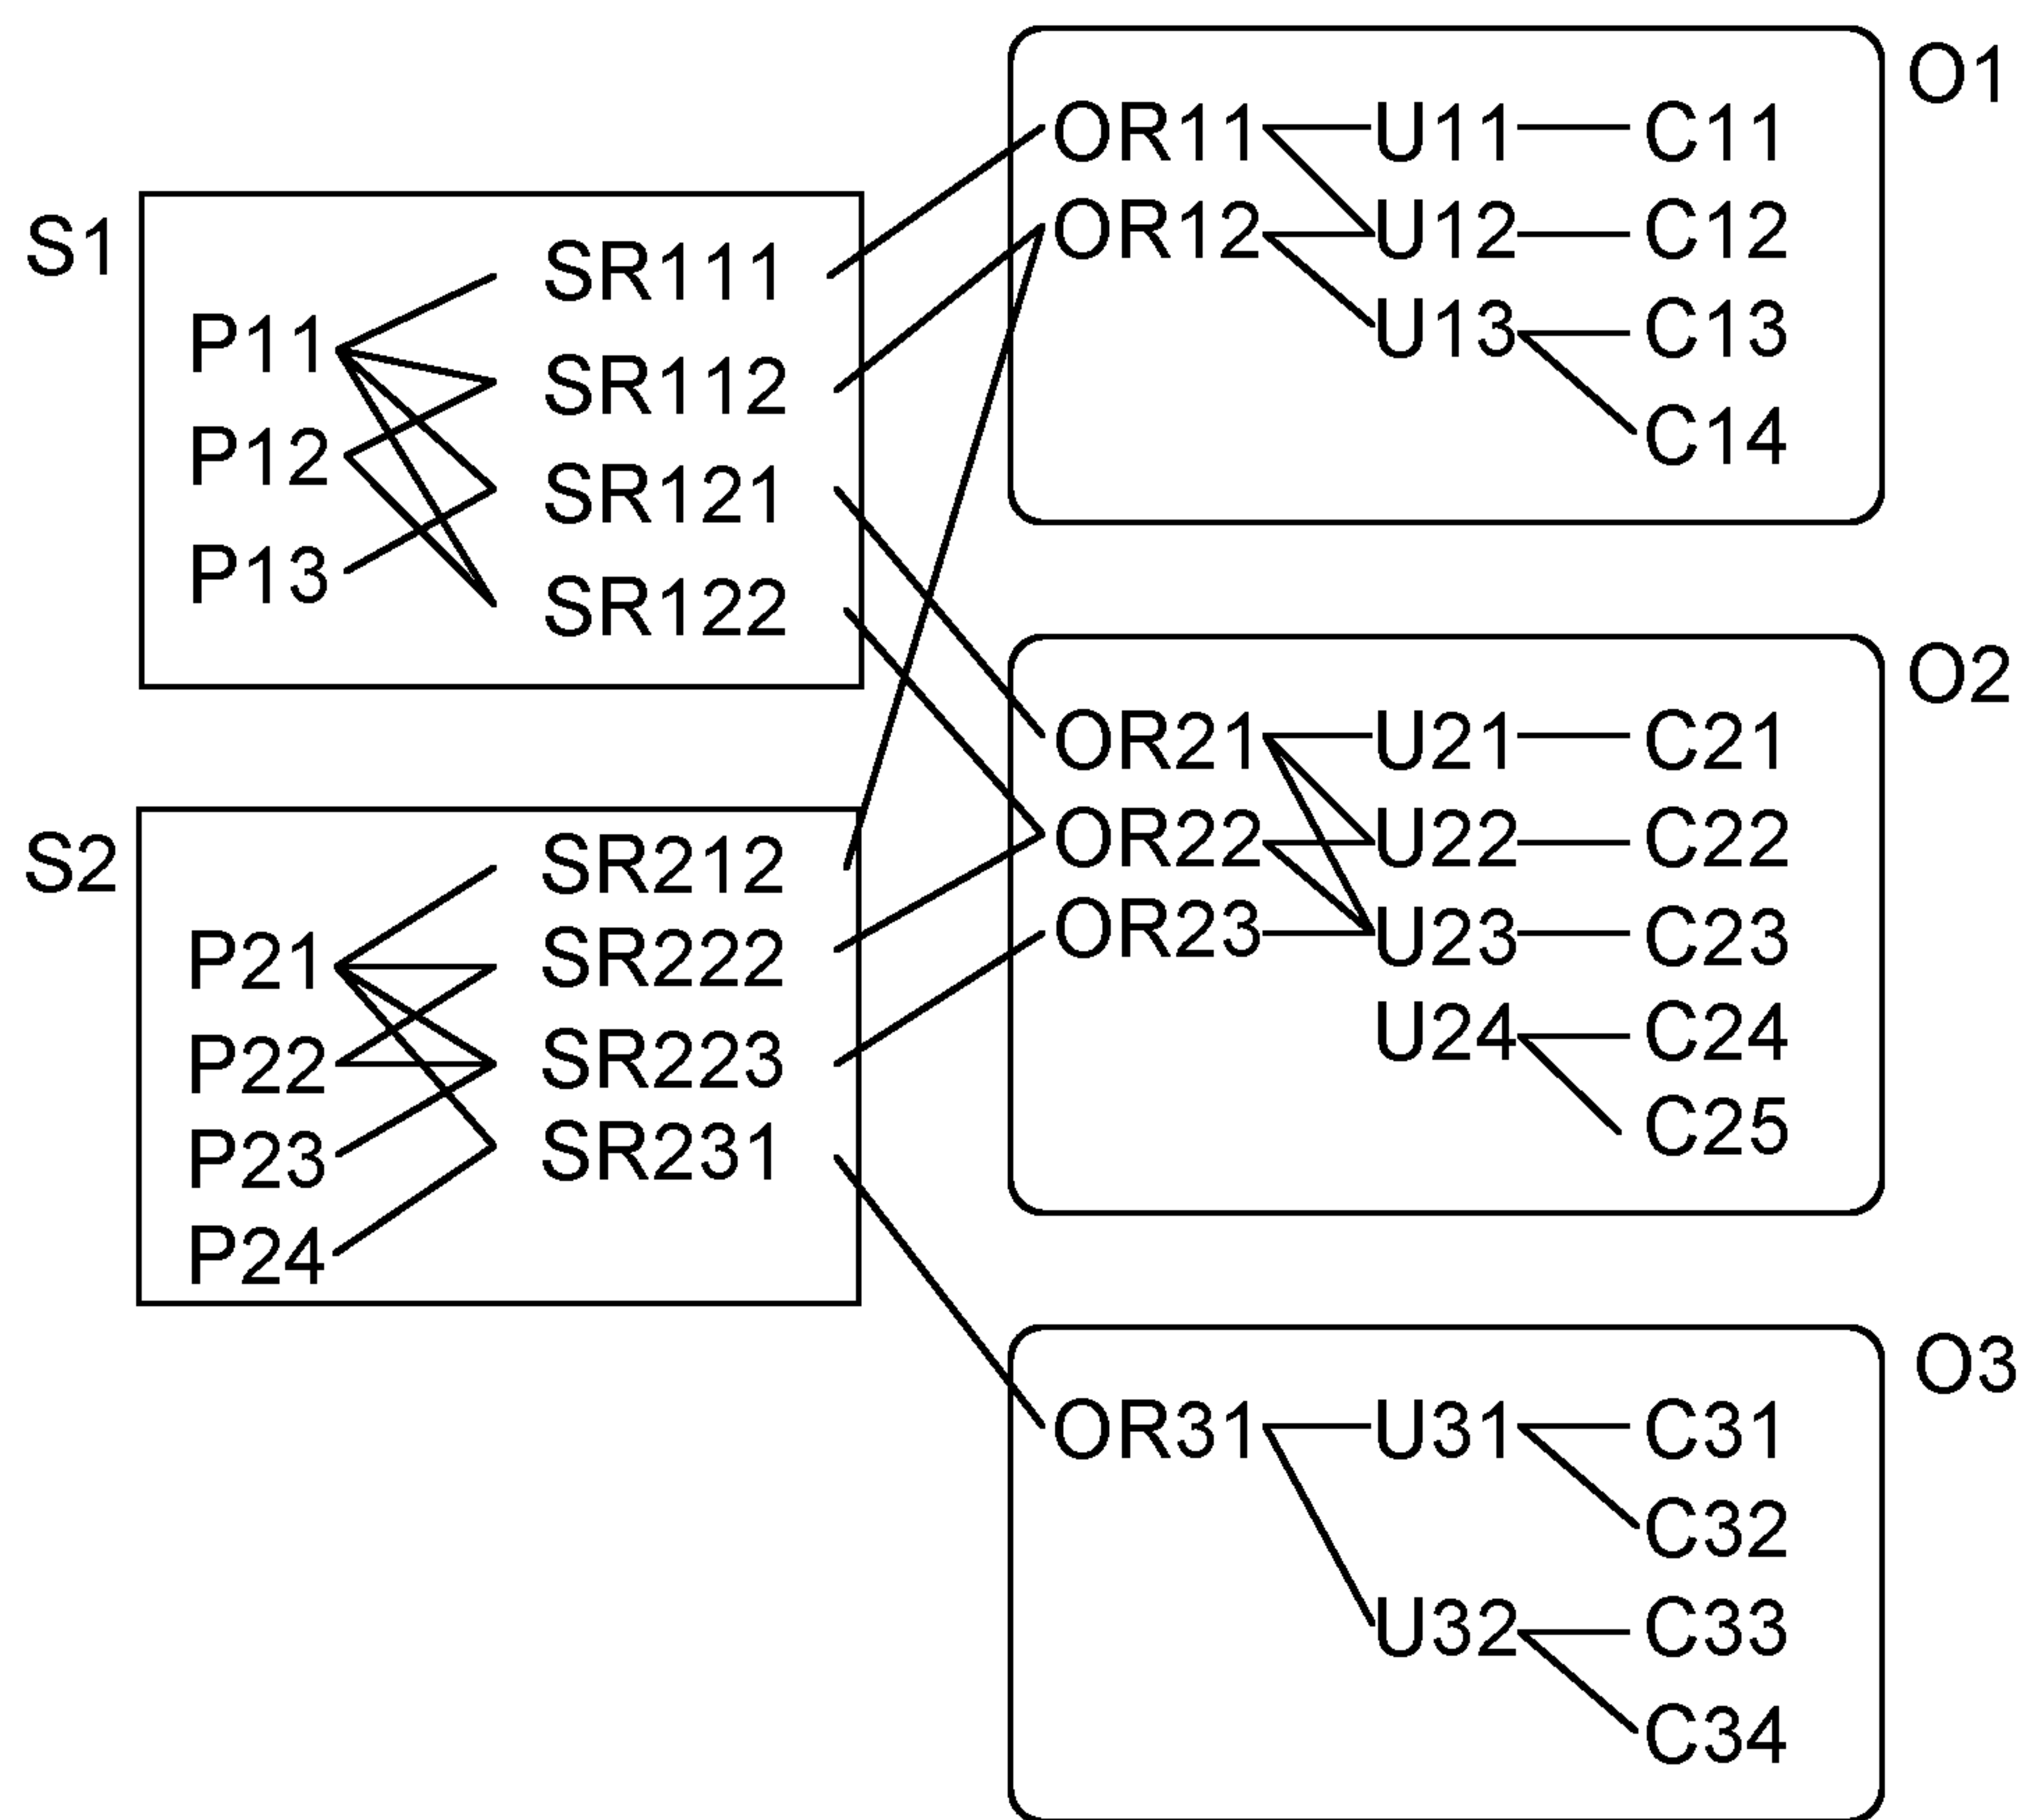 O1
OR11 U11 C11
OR12 U12 C12
U13 C13
C14
S1
SR111
P11
SR112
P12
SR121
P13
SR122
O2
OR21 U21 C21
OR22 U22 C22
OR23 U23 C23
U24 C24
C25
S2
SR212
P21
SR222
P22
SR223
P23
SR231
P24
O3
OR31 U31 C31
C32
U32 C33
C34